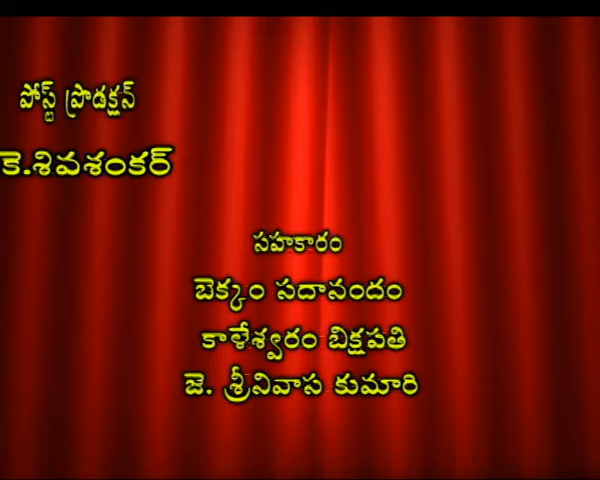 పోస్ట్ ప్రొడక్షన్
కె.శివశంకర్
సహకారం
బెక్కం సదానందం
కాళేశ్వరం బిక్షపతి
జె. శ్రీనివాస కుమారి